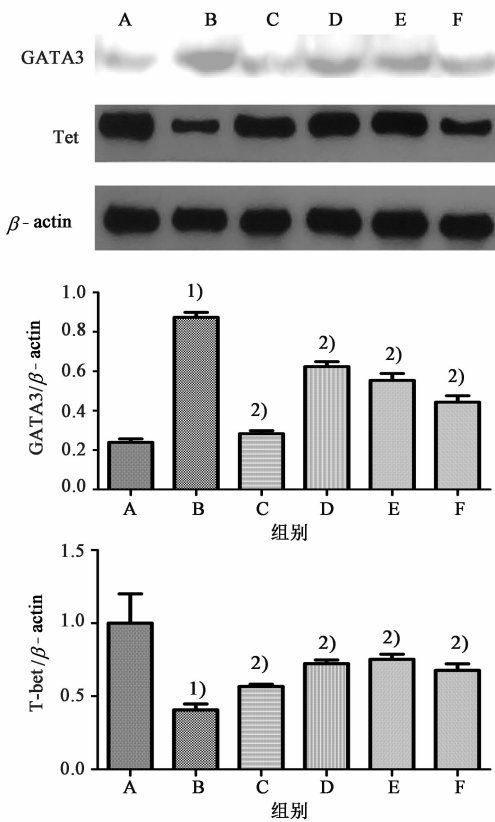 A B C D E F
GATA3
Tet
β- actin
GATA3/β- actin
1.0
0.8
0.6
0.4
0.2
0.0
1)
2)
2)
2)
2)
A B C D E F
组别
T-bet/β- actin
1.5
1.0
0.5
0.0
1)
2)
2)
2)
2)
A B C D E F
组别